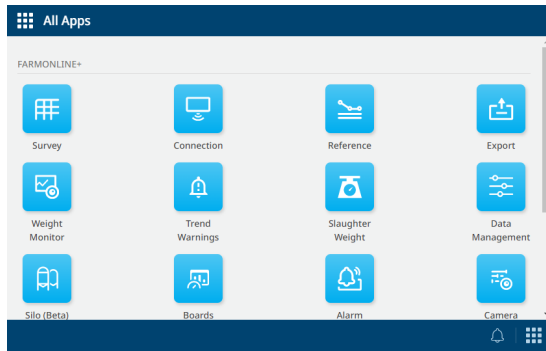 All Apps
FARMONLINE+
Survey
Connection
Reference
Export
Weight
Monitor
Trend
Warnings
Slaughter
Weight
Data
Management
Silo (Beta)
Boards
Alarm
Camera